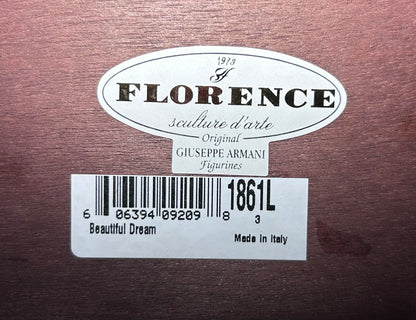 1973
FLORENCE
sculture d'arte
Original
GIUSEPPE ARMANI
Figurines
1861L
6 06394 09209 8 3
Beautiful Dream
Made in Italy